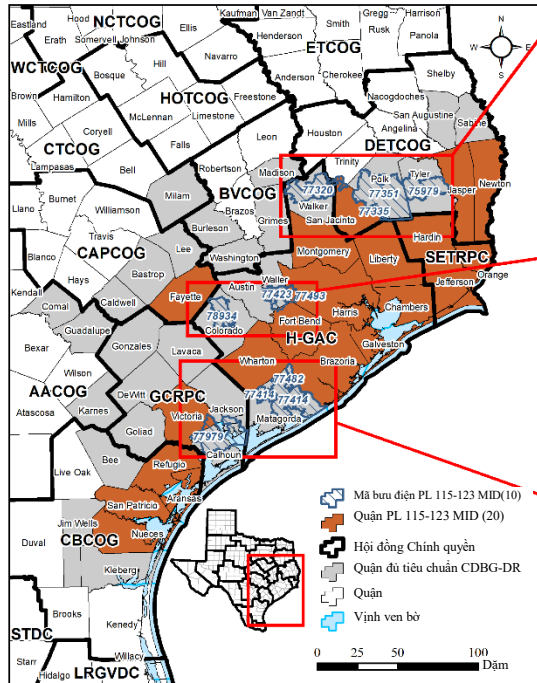 Eastland
Hood
NCTCOG
Kaufman
Van Zandt
Smith
Gregg
Harrison
Erath
Somervell
Johnson
Ellis
Henderson
Rusk
Panola
Hill
Navarro
ETCOG
N
W
E
S
WCTCOG
Bosque
Anderson
Cherokee
Shelby
Brown
Hamilton
HOTCOG
Freestone
Nacogdoches
Mills
McLennan
Limestone
San Augustine
Coryell
Leon
Houston
Angelina
Sabine
CTCOG
Falls
DETCOG
Lampasas
Bell
Robertson
Madison
Trinity
Polk
Tyler
Milam
BVCOG
77320
77351
75979
Jasper
Newton
Llano
Burnet
Williamson
Brazos
Grimes
Walker
77335
Burleson
San Jacinto
Travis
Hardin
CAPCOG
Lee
Washington
Montgomery
Liberty
SETRPC
Blanco
Bastrop
Waller
Orange
Hays
Austin
Jefferson
Kendall
Fayette
77423
77493
Comal
Caldwell
Chambers
Harris
78934
Fort Bend
Guadalupe
Colorado
H-GAC
Galveston
Bexar
Gonzales
Lavaca
Wharton
Brazoria
Wilson
AACOG
DeWitt
77482
GCRPC
77414
77414
Atascosa
Karnes
Jackson
Victoria
Matagorda
Goliad
77979
Bee
Calhoun
Live Oak
Refugio
Aransas
San Patricio
Jim Wells
Nueces
Duval
CBCOG
Kleberg
Brooks
Kenedy
STDC
Starr
Willacy
Hidalgo
LRGVDC
Mã bưu điện PL 115-123 MID(10)
Quận PL 115-123 MID (20)
Hội đồng Chính quyền
Quận đủ tiêu chuẩn CDBG-DR
Quận
Vịnh ven bờ
0 25 50 100
Dặm